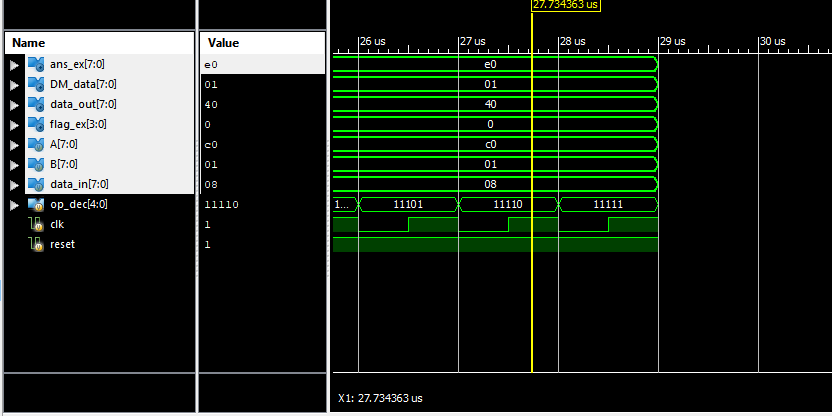 27.734363 us
Name Value
26 us 27 us 28 us 29 us 30 us
ans_ex[7:0] e0 e0
DM_data[7:0] 01 01
data_out[7:0] 40 40
flag_ex[3:0] 0 0
A[7:0] c0 c0
B[7:0] 01 01
data_in[7:0] 08 08
op_dec[4:0] 11110 1... 11101 11110 11111
clk 1
reset 1
X1: 27.734363 us